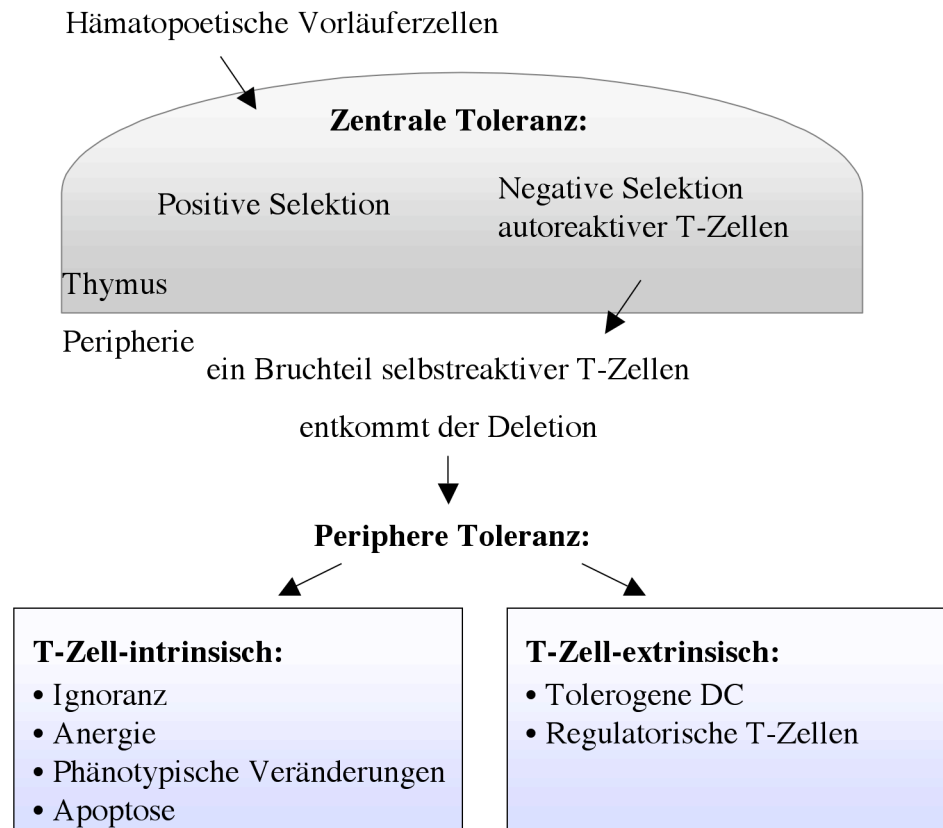 Hämatopoetische Vorläuferzellen
Zentrale Toleranz:
Positive Selektion
Negative Selektion
autoreaktiver T-Zellen
Thymus
Peripherie
ein Bruchteil selbstreaktiver T-Zellen
entkommt der Deletion
Periphere Toleranz:
T-Zell-intrinsisch:
• Ignoranz
• Anergie
• Phänotypische Veränderungen
• Apoptose
T-Zell-extrinsisch:
• Tolerogene DC
• Regulatorische T-Zellen